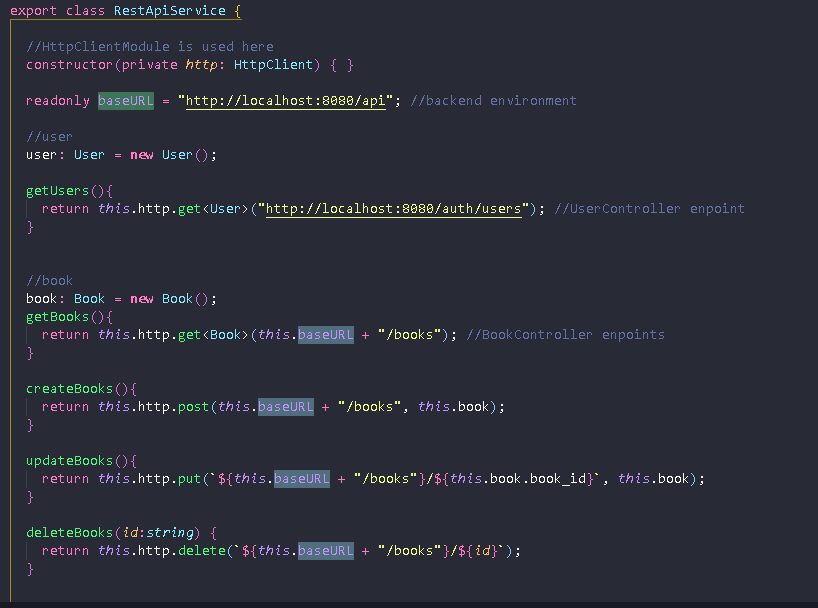 export class RestApiService {
//HttpClientModule is used here
constructor(private http: HttpClient) { }
readonly baseURL = "http://localhost:8080/api"; //backend environment
//user
user: User = new User();
getUsers(){
return this.http.get<User>("http://localhost:8080/auth/users"); //UserController enpoint
}
//book
book: Book = new Book();
getBooks(){
return this.http.get<Book>(this.baseURL + "/books"); //BookController enpoints
}
createBooks(){
return this.http.post(this.baseURL + "/books", this.book);
}
updateBooks(){
return this.http.put(`${this.baseURL + "/books"}/${this.book.book_id}`, this.book);
}
deleteBooks(id:string) {
return this.http.delete(`${this.baseURL + "/books"}/${id}`);
}